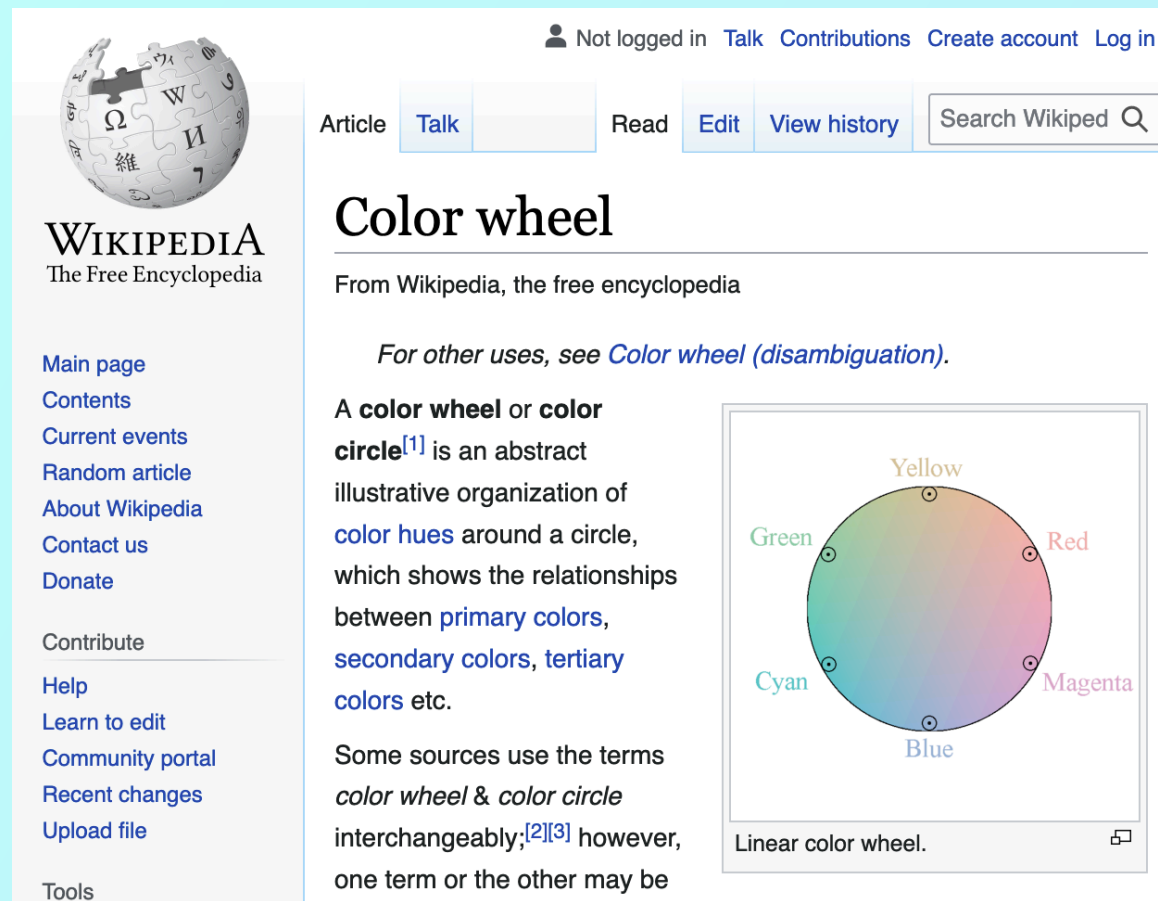 Not logged in Talk Contributions Create account Log in
Article Talk Read Edit View history Search Wikiped
WIKIPEDIA
The Free Encyclopedia
Main page
Contents
Current events
Random article
About Wikipedia
Contact us
Donate
Contribute
Help
Learn to edit
Community portal
Recent changes
Upload file
Tools
Color wheel
From Wikipedia, the free encyclopedia
For other uses, see Color wheel (disambiguation).
A color wheel or color
circle[1] is an abstract
illustrative organization of
color hues around a circle,
which shows the relationships
between primary colors,
secondary colors, tertiary
colors etc.
Some sources use the terms
color wheel & color circle
interchangeably;[2][3] however,
one term or the other may be
Yellow
Green
Red
Cyan
Magenta
Blue
Linear color wheel.